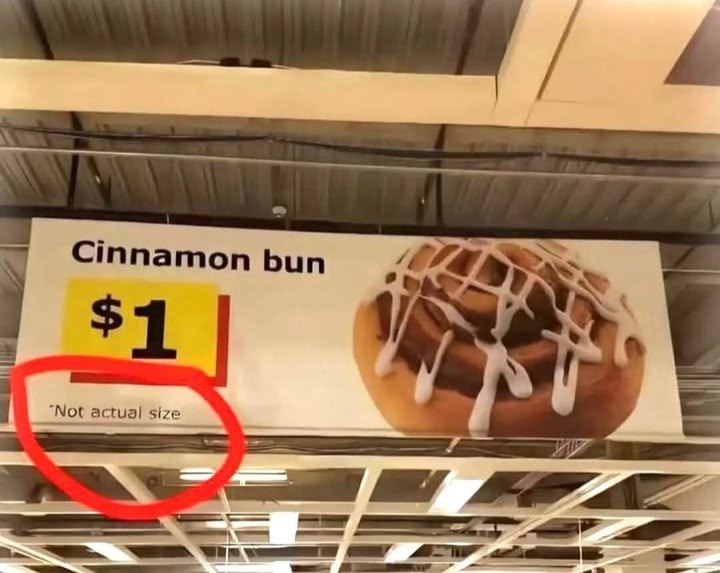 Cinnamon bun
$1
*Not actual size